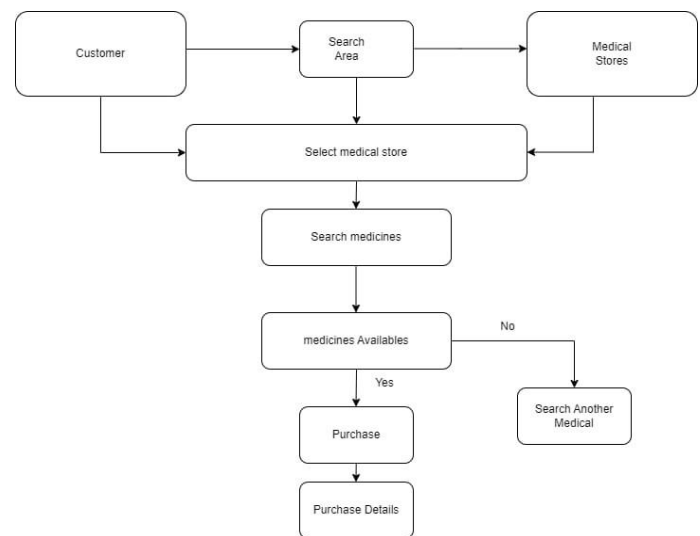 Customer
Search
Area
Medical
Stores
Select medical store
Search medicines
medicines Availables
No
Yes
Search Another
Medical
Purchase
Purchase Details